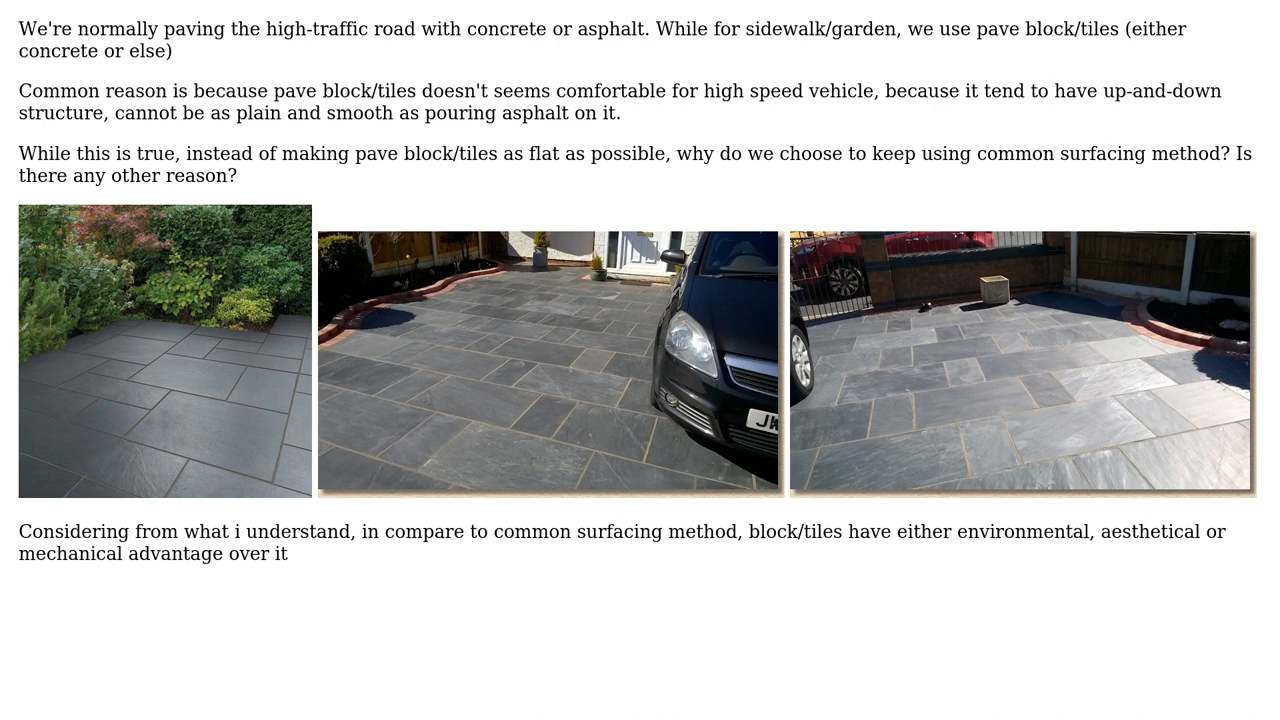 We're normally paving the high-traffic road with concrete or asphalt. While for sidewalk/garden, we use pave block/tiles (either
concrete or else)
Common reason is because pave block/tiles doesn't seems comfortable for high speed vehicle, because it tend to have up-and-down
structure, cannot be as plain and smooth as pouring asphalt on it.
While this is true, instead of making pave block/tiles as flat as possible, why do we choose to keep using common surfacing method? Is
there any other reason?
Considering from what i understand, in compare to common surfacing method, block/tiles have either environmental, aesthetical or
mechanical advantage over it